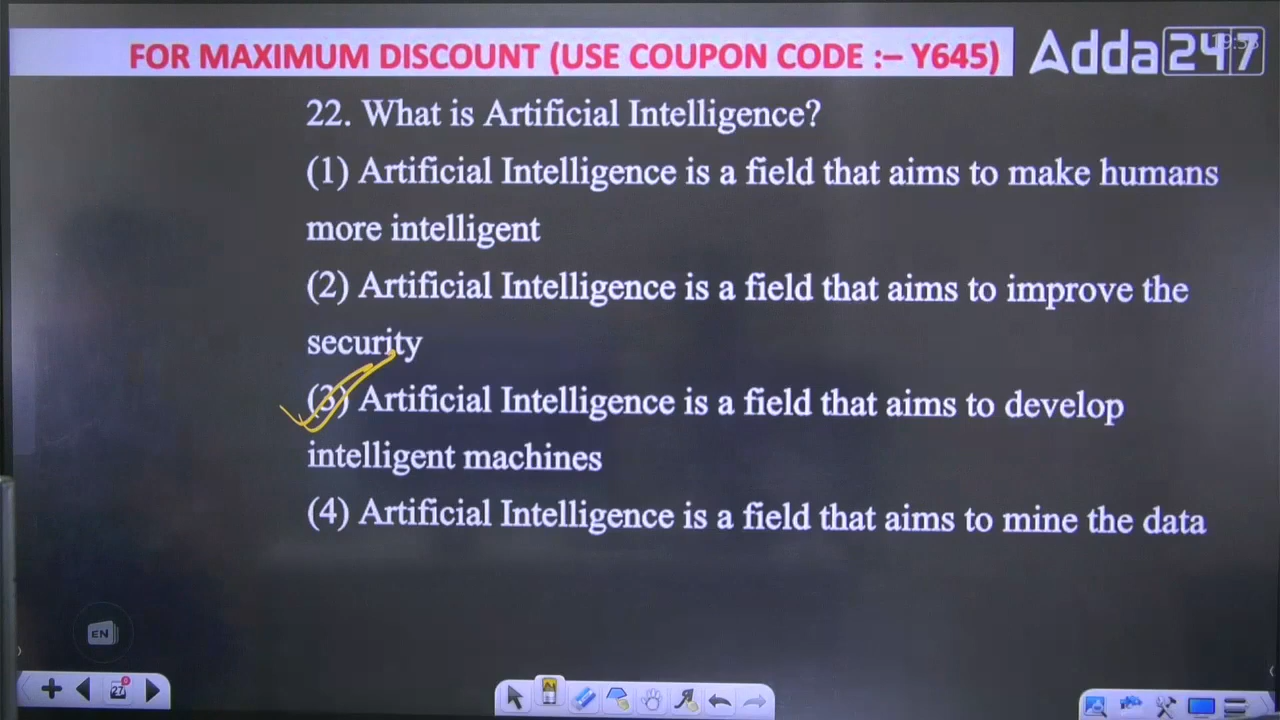 FOR MAXIMUM DISCOUNT (USE COUPON CODE :– Y645)
Adda247
22. What is Artificial Intelligence?
(1) Artificial Intelligence is a field that aims to make humans
more intelligent
(2) Artificial Intelligence is a field that aims to improve the
security
(3) Artificial Intelligence is a field that aims to develop
intelligent machines
(4) Artificial Intelligence is a field that aims to mine the data
EN
27